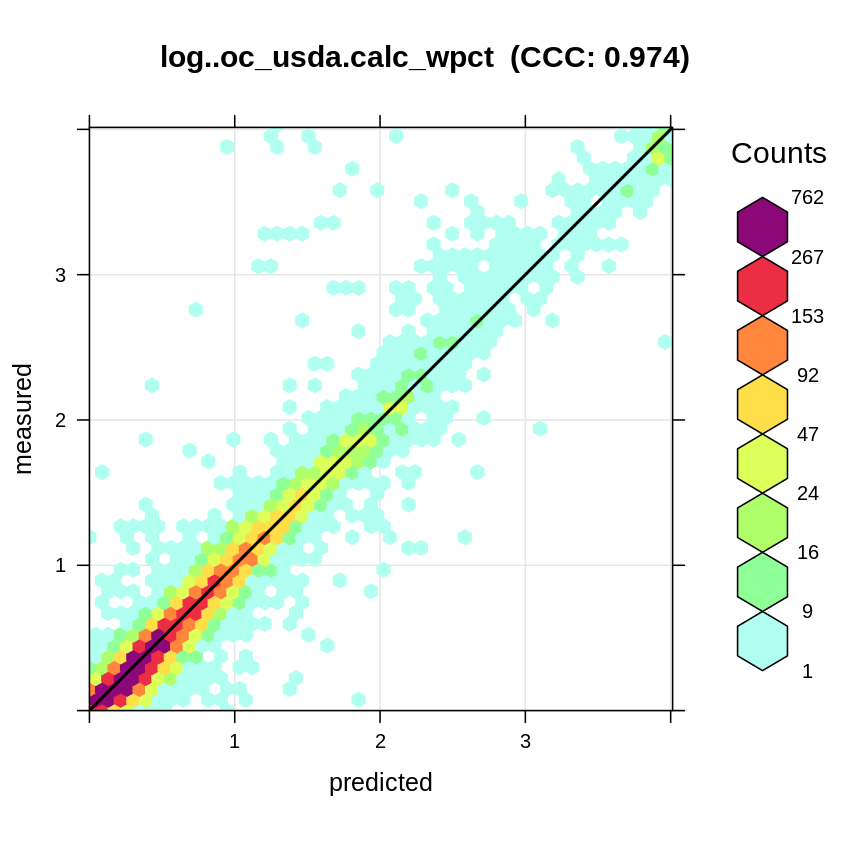 log..oc_usda.calc_wpct  (CCC: 0.974)
Counts
762
267
153
92
47
24
16
9
1
measured
3
2
1
1 2 3
predicted